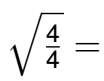 √(4/4) =